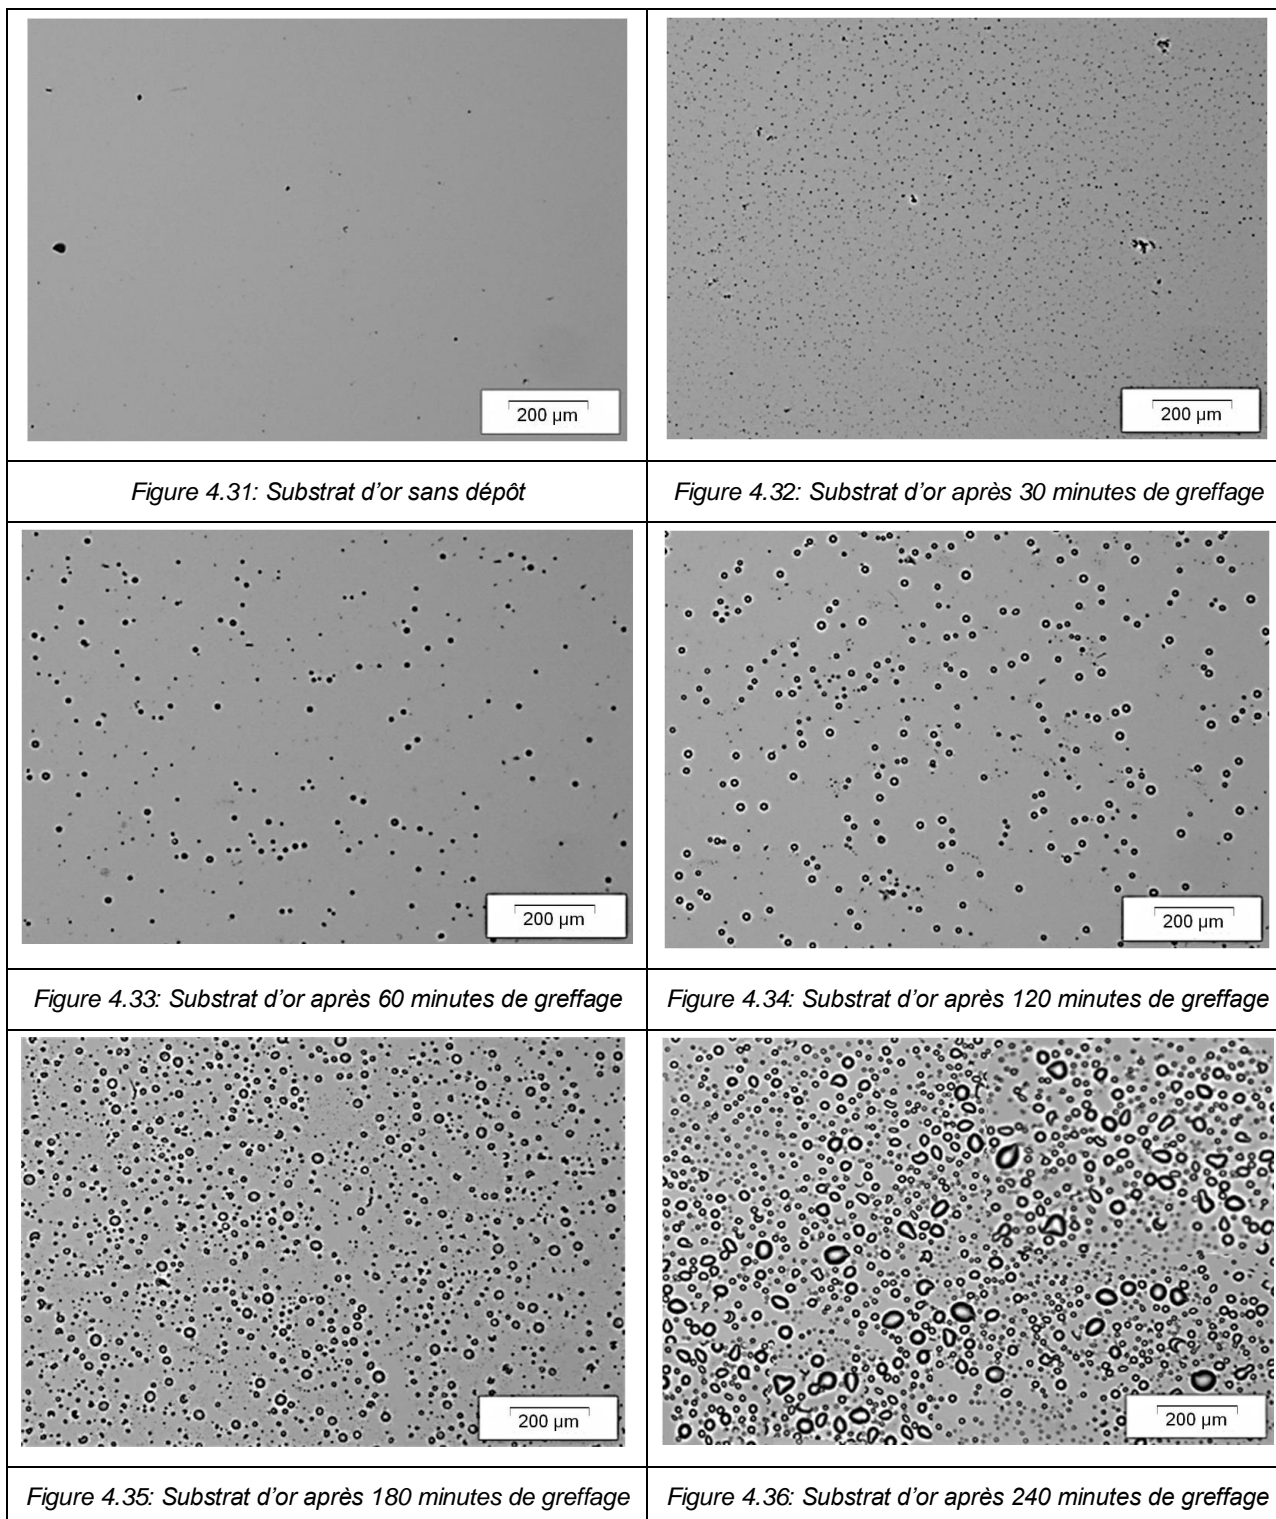 200 µm
200 µm
Figure 4.31: Substrat d'or sans dépôt
Figure 4.32: Substrat d'or après 30 minutes de greffage
200 µm
200 µm
Figure 4.33: Substrat d'or après 60 minutes de greffage
Figure 4.34: Substrat d'or après 120 minutes de greffage
200 µm
200 µm
Figure 4.35: Substrat d'or après 180 minutes de greffage
Figure 4.36: Substrat d'or après 240 minutes de greffage